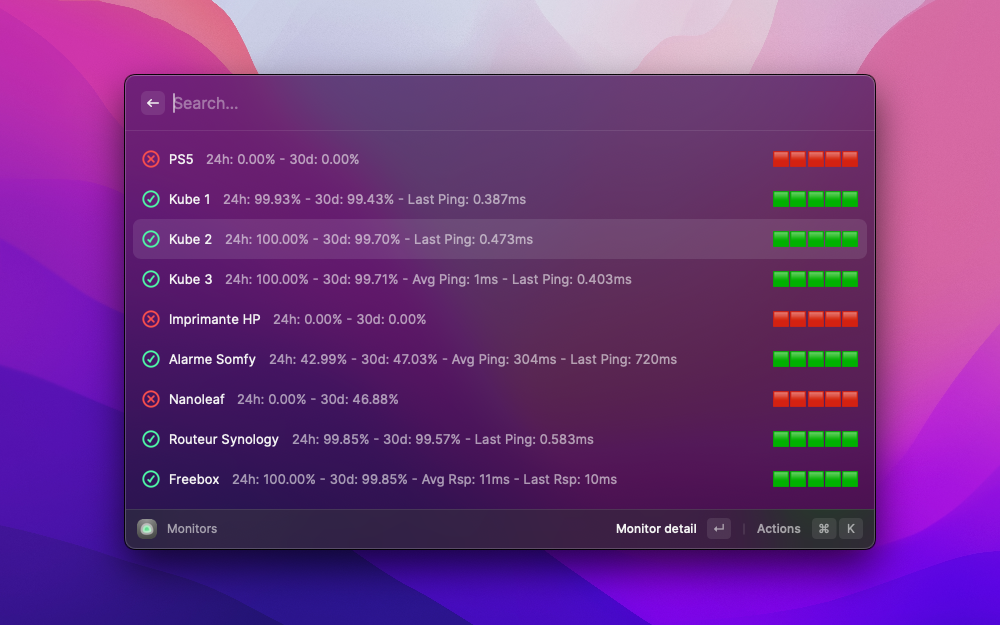 Search...
PS5 24h: 0.00% - 30d: 0.00%
Kube 1 24h: 99.93% - 30d: 99.43% - Last Ping: 0.387ms
Kube 2 24h: 100.00% - 30d: 99.70% - Last Ping: 0.473ms
Kube 3 24h: 100.00% - 30d: 99.71% - Avg Ping: 1ms - Last Ping: 0.403ms
Imprimante HP 24h: 0.00% - 30d: 0.00%
Alarme Somfy 24h: 42.99% - 30d: 47.03% - Avg Ping: 304ms - Last Ping: 720ms
Nanoleaf 24h: 0.00% - 30d: 46.88%
Routeur Synology 24h: 99.85% - 30d: 99.57% - Last Ping: 0.583ms
Freebox 24h: 100.00% - 30d: 99.85% - Avg Rsp: 11ms - Last Rsp: 10ms
Monitors Monitor detail ↵ Actions ⌘ K